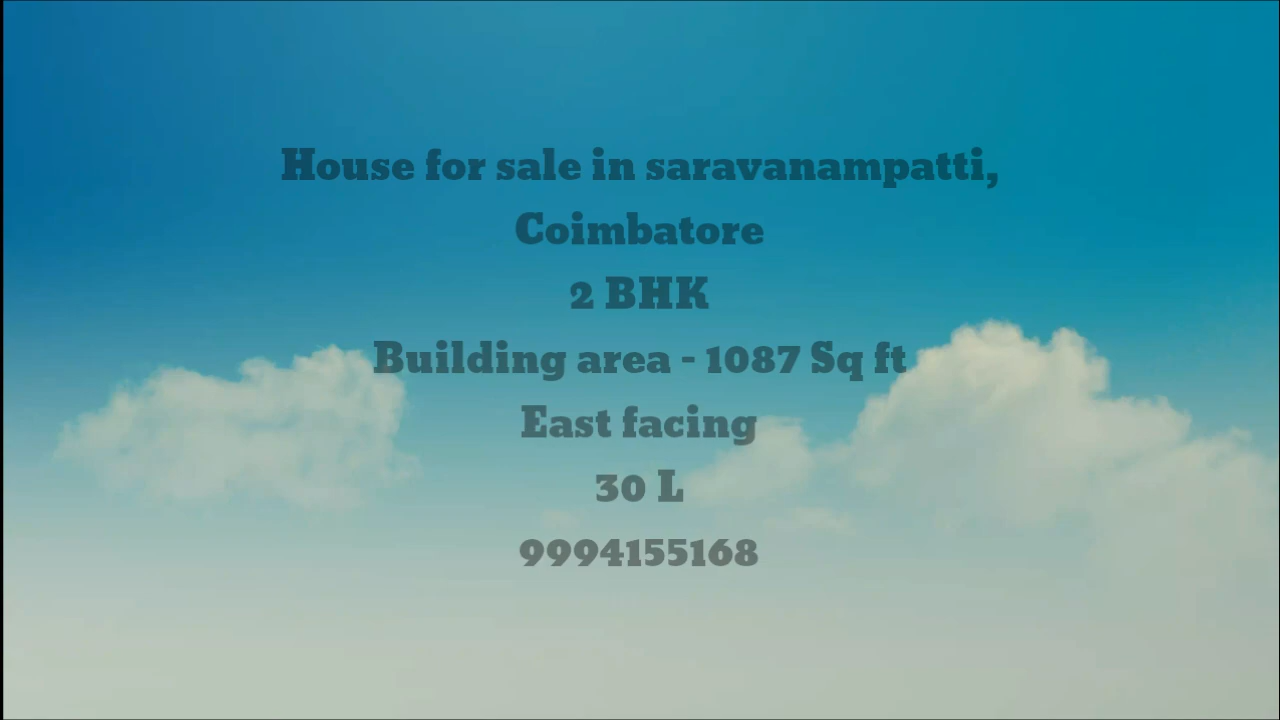 House for sale in saravanampatti,
Coimbatore
2 BHK
Building area - 1087 Sq ft
East facing
30 L
9994155168